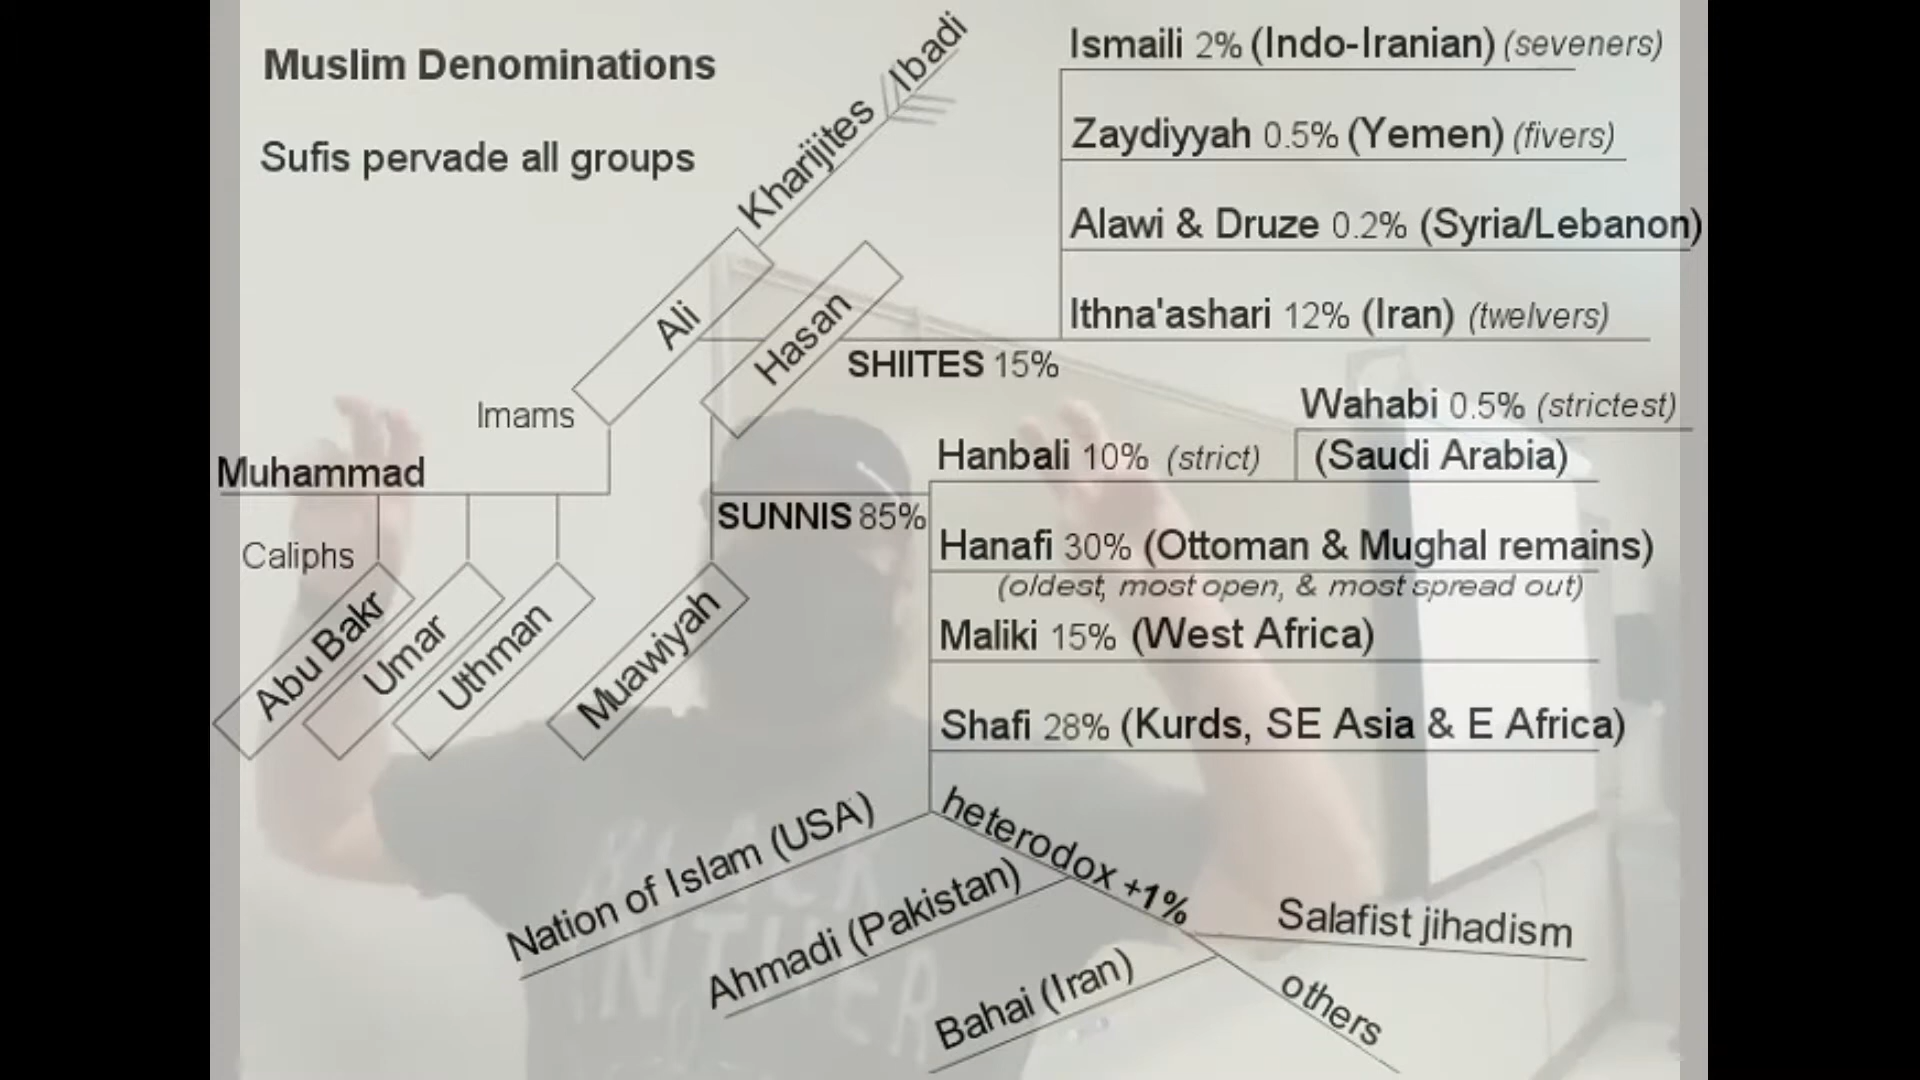 Muslim Denominations
Sufis pervade all groups
Kharijites
Ibadi
Ismaili 2% (Indo-Iranian) (seveners)
Zaydiyyah 0.5% (Yemen) (fivers)
Alawi & Druze 0.2% (Syria/Lebanon)
Ithna'ashari 12% (Iran) (twelvers)
Ali
Hasan
SHIITES 15%
Imams
Muhammad
Caliphs
Abu Bakr
Umar
Uthman
Muawiyah
SUNNIS 85%
Wahabi 0.5% (strictest)
Hanbali 10% (strict)
(Saudi Arabia)
Hanafi 30% (Ottoman & Mughal remains)
(oldest, most open, & most spread out)
Maliki 15% (West Africa)
Shafi 28% (Kurds, SE Asia & E Africa)
heterodox +1%
Nation of Islam (USA)
Ahmadi (Pakistan)
Bahai (Iran)
Salafist jihadism
others